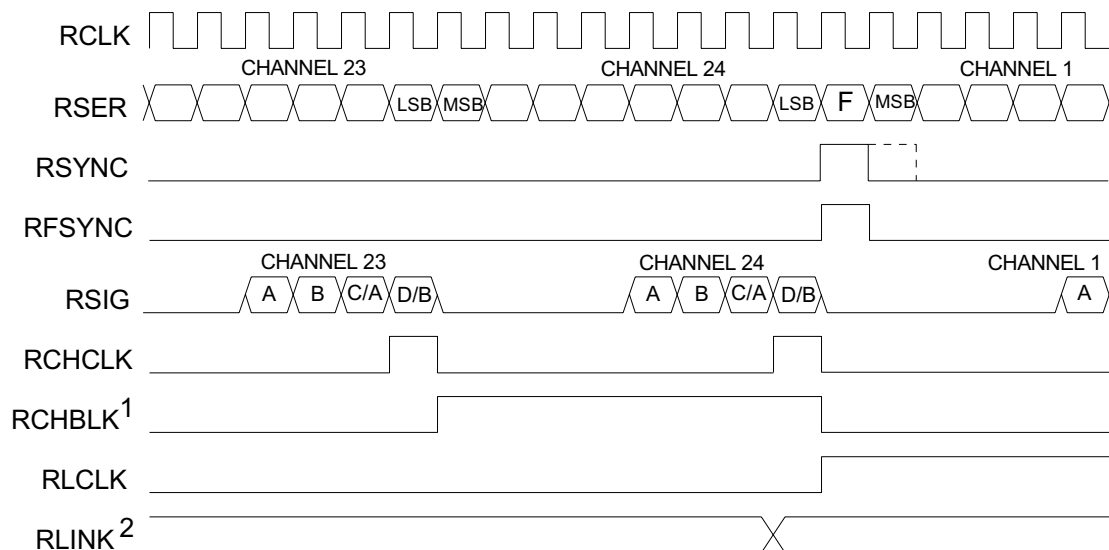 RCLK
CHANNEL 23 CHANNEL 24 CHANNEL 1
RSER LSB MSB LSB F MSB
RSYNC
RFSYNC
CHANNEL 23 CHANNEL 24 CHANNEL 1
RSIG A B C/A D/B A B C/A D/B A
RCHCLK
RCHBLK1
RLCLK
RLINK2